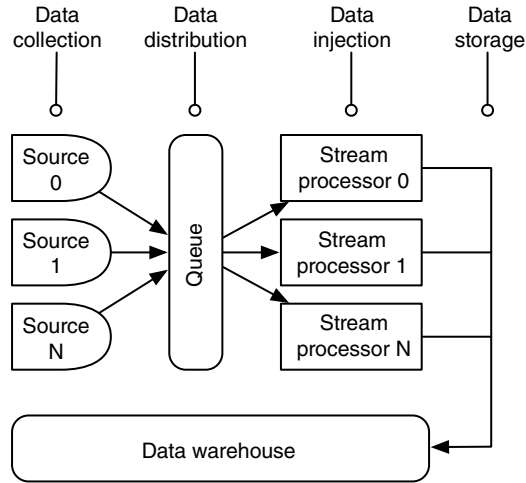 Data
collection
Data
distribution
Data
injection
Data
storage
Source
0
Source
1
Source
N
Queue
Stream
processor 0
Stream
processor 1
Stream
processor N
Data warehouse